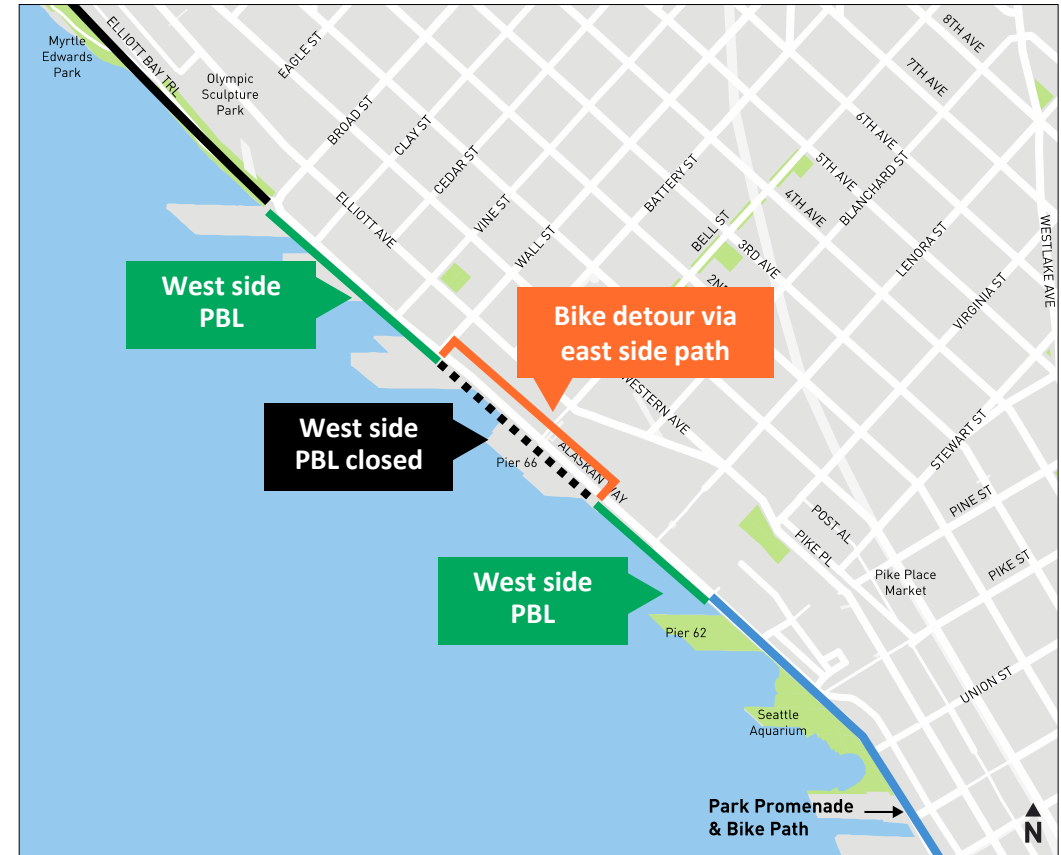 Myrtle
Edwards
Park
ELLIOTT BAY TRL
Olympic
Sculpture
Park
EAGLE ST
BROAD ST
CLAY ST
CEDAR ST
VINE ST
WALL ST
ELLIOTT AVE
BATTERY ST
BELL ST
8TH AVE
7TH AVE
6TH AVE
5TH AVE
4TH AVE
3RD AVE
BLANCHARD ST
LENORA ST
VIRGINIA ST
WESTLAKE AVE
West side
PBL
Bike detour via
east side path
WESTERN AVE
West side
PBL closed
Pier 66
ALASKAN WAY
STEWART ST
PINE ST
PIKE ST
POST AL
PIKE PL
Pike Place
Market
West side
PBL
Pier 62
UNION ST
Seattle
Aquarium
Park Promenade
& Bike Path
N